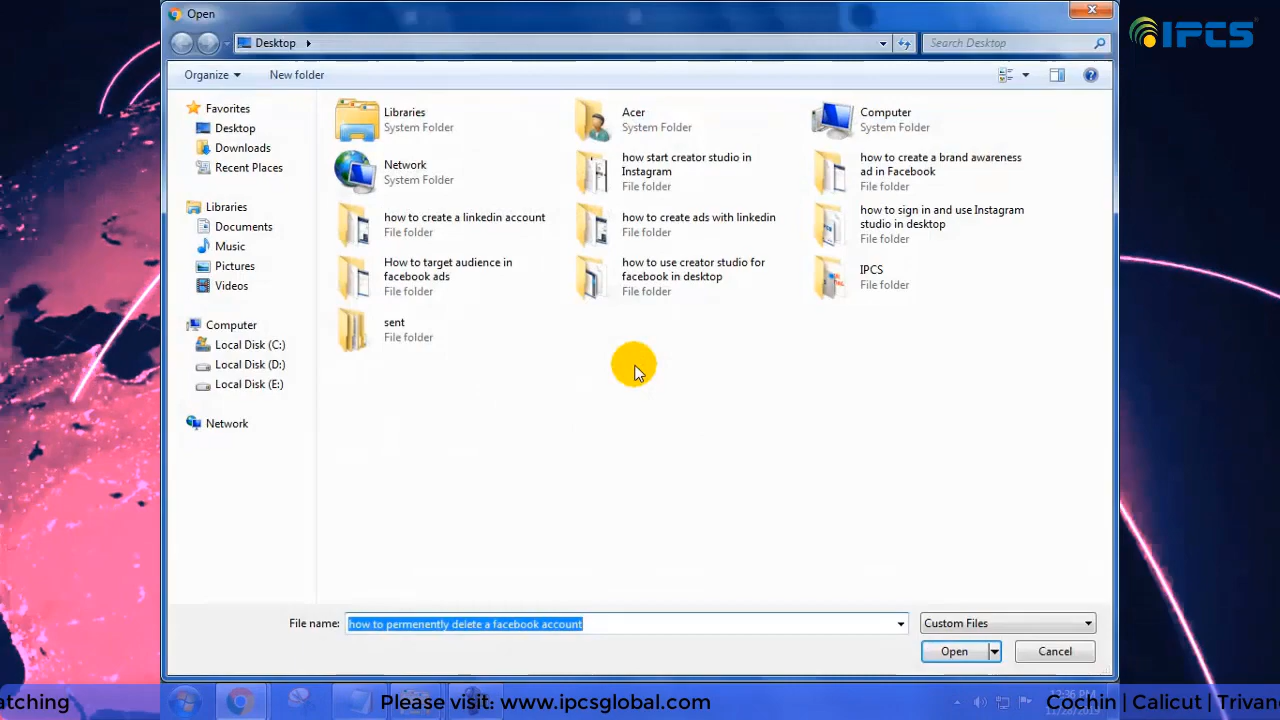 Open
IPCS
Desktop
Search Desktop
Organize
New folder
Favorites
Desktop
Downloads
Recent Places
Libraries
Documents
Music
Pictures
Videos
Computer
Local Disk (C:)
Local Disk (D:)
Local Disk (E:)
Network
Libraries
System Folder
Acer
System Folder
Computer
System Folder
Network
System Folder
how start creator studio in
Instagram
File folder
how to create a brand awareness
ad in Facebook
File folder
how to create a linkedin account
File folder
how to create ads with linkedin
File folder
how to sign in and use Instagram
studio in desktop
File folder
How to target audience in
facebook ads
File folder
how to use creator studio for
facebook in desktop
File folder
IPCS
File folder
sent
File folder
File name:
how to permenently delete a facebook account
Custom Files
Open
Cancel
atching
Please visit: www.ipcsglobal.com
Cochin | Calicut | Trivan
12:36 PM